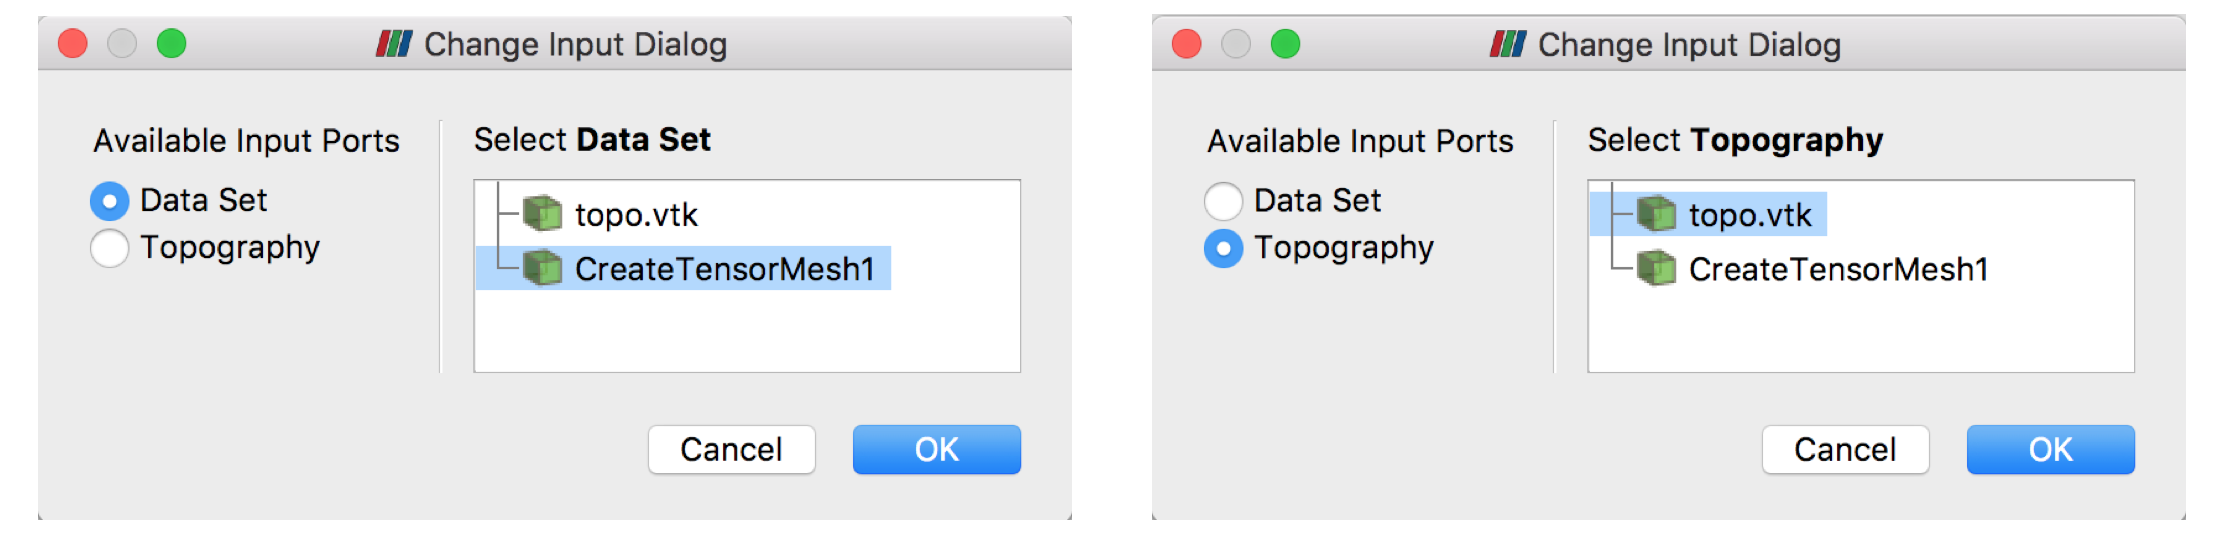 Change Input Dialog
Available Input Ports
Data Set
Topography
Select Data Set
topo.vtk
CreateTensorMesh1
Cancel
OK
Change Input Dialog
Available Input Ports
Data Set
Topography
Select Topography
topo.vtk
CreateTensorMesh1
Cancel
OK